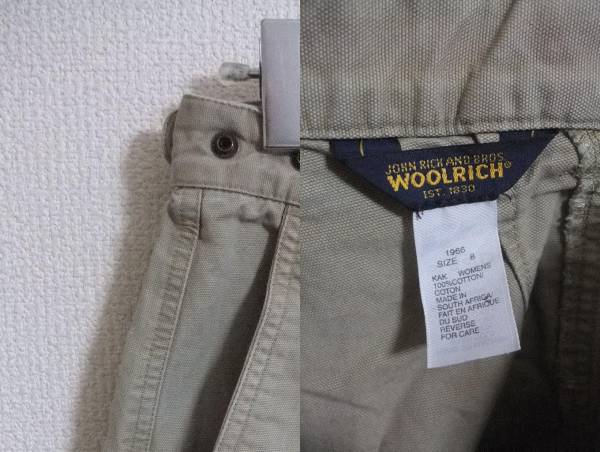 JOHN RICH AND BROS.
WOOLRICH®
EST. 1830
1966
SIZE 8
KAK WOMENS
100%COTTON/
COTON
MADE IN
SOUTH AFRICA/
FAIT EN AFRIQUE
DU SUD
REVERSE
FOR CARE